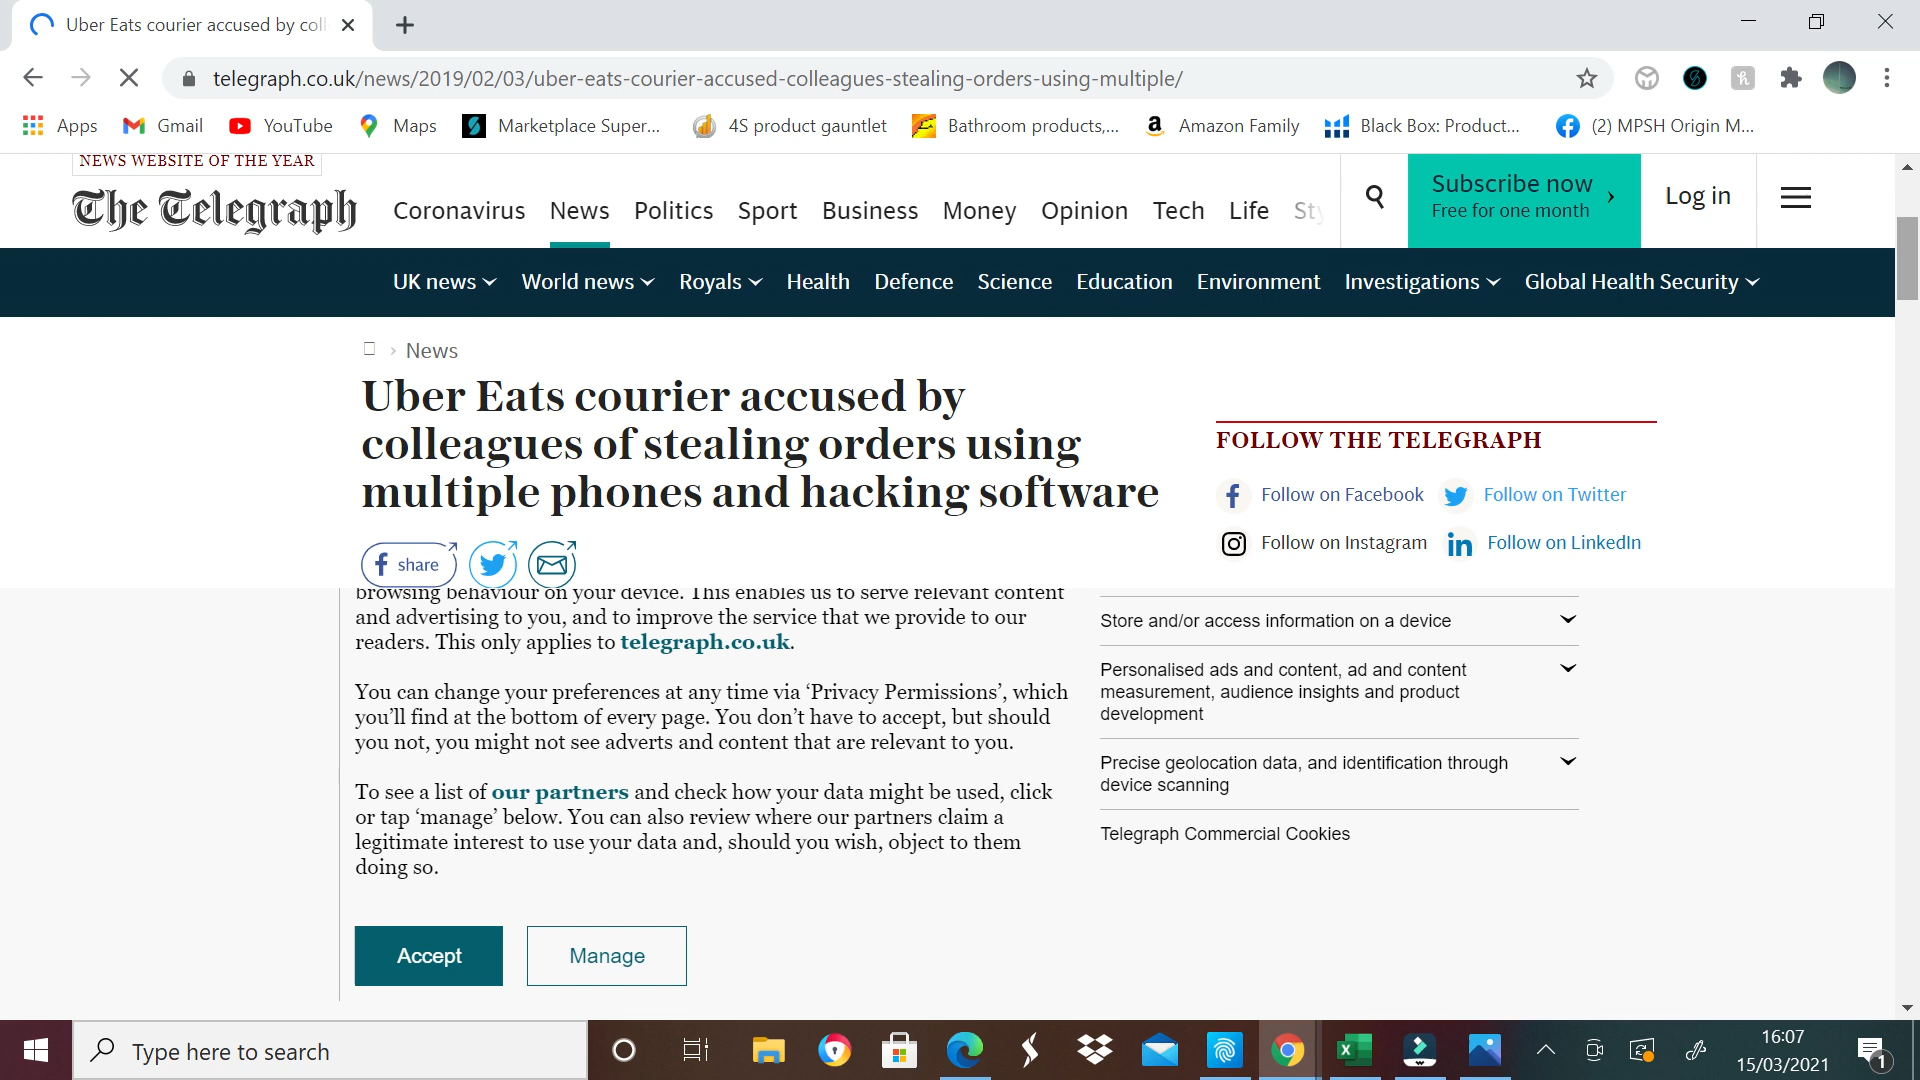 Uber Eats courier accused by coll
telegraph.co.uk/news/2019/02/03/uber-eats-courier-accused-colleagues-stealing-orders-using-multiple/
Apps Gmail YouTube Maps Marketplace Super... 4S product gauntlet Bathroom products,... Amazon Family Black Box: Product... (2) MPSH Origin M...
NEWS WEBSITE OF THE YEAR
The Telegraph
Coronavirus News Politics Sport Business Money Opinion Tech Life Sty
Subscribe now
Free for one month
Log in
UK news World news Royals Health Defence Science Education Environment Investigations Global Health Security
News
Uber Eats courier accused by
colleagues of stealing orders using
multiple phones and hacking software
share
FOLLOW THE TELEGRAPH
Follow on Facebook Follow on Twitter
Follow on Instagram Follow on LinkedIn
browsing behaviour on your device. This enables us to serve relevant content
and advertising to you, and to improve the service that we provide to our
readers. This only applies to telegraph.co.uk.
You can change your preferences at any time via ‘Privacy Permissions’, which
you’ll find at the bottom of every page. You don’t have to accept, but should
you not, you might not see adverts and content that are relevant to you.
To see a list of our partners and check how your data might be used, click
or tap ‘manage’ below. You can also review where our partners claim a
legitimate interest to use your data and, should you wish, object to them
doing so.
Accept Manage
Store and/or access information on a device
Personalised ads and content, ad and content
measurement, audience insights and product
development
Precise geolocation data, and identification through
device scanning
Telegraph Commercial Cookies
Type here to search
16:07
15/03/2021
1